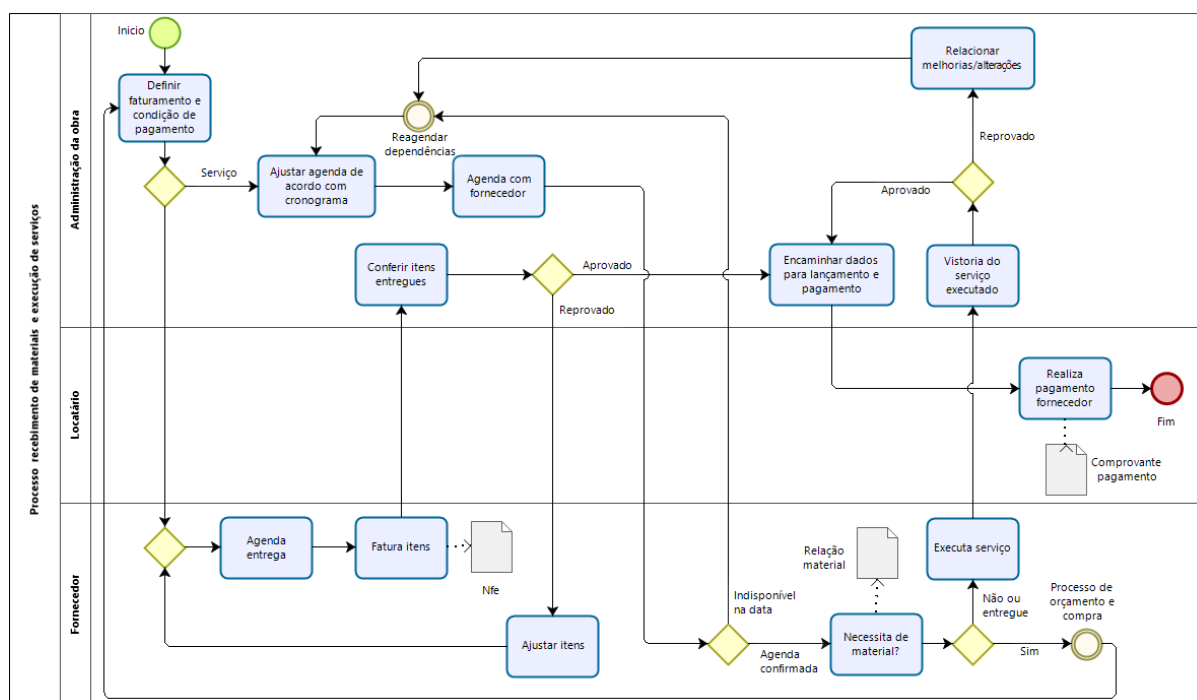 Processo recebimento de materiais e execução de serviços
Administração da obra
Inicio
Definir
faturamento e
condição de
pagamento
Serviço
Ajustar agenda de
acordo com
cronograma
Reagendar
dependências
Agenda com
fornecedor
Relacionar
melhorias/alterações
Reprovado
Aprovado
Conferir itens
entregues
Aprovado
Reprovado
Encaminhar dados
para lançamento e
pagamento
Vistoria do
serviço
executado
Locatário
Realiza
pagamento
fornecedor
Fim
Comprovante
pagamento
Fornecedor
Agenda
entrega
Fatura itens
Nfe
Ajustar itens
Indisponível
na data
Agenda
confirmada
Relação
material
Necessita de
material?
Executa serviço
Não ou
entregue
Sim
Processo de
orçamento e
compra